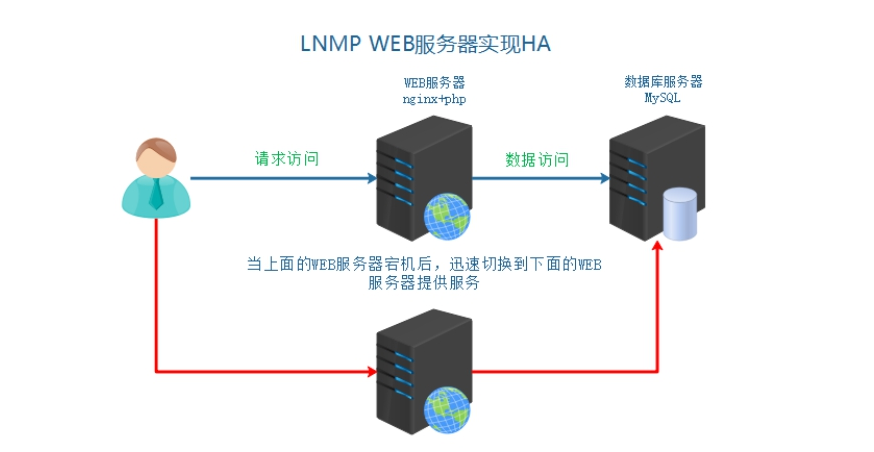 LNMP WEB服务器实现HA
WEB服务器
nginx+php
数据库服务器
MySQL
请求访问
数据访问
当上面的WEB服务器宕机后，迅速切换到下面的WEB
服务器提供服务